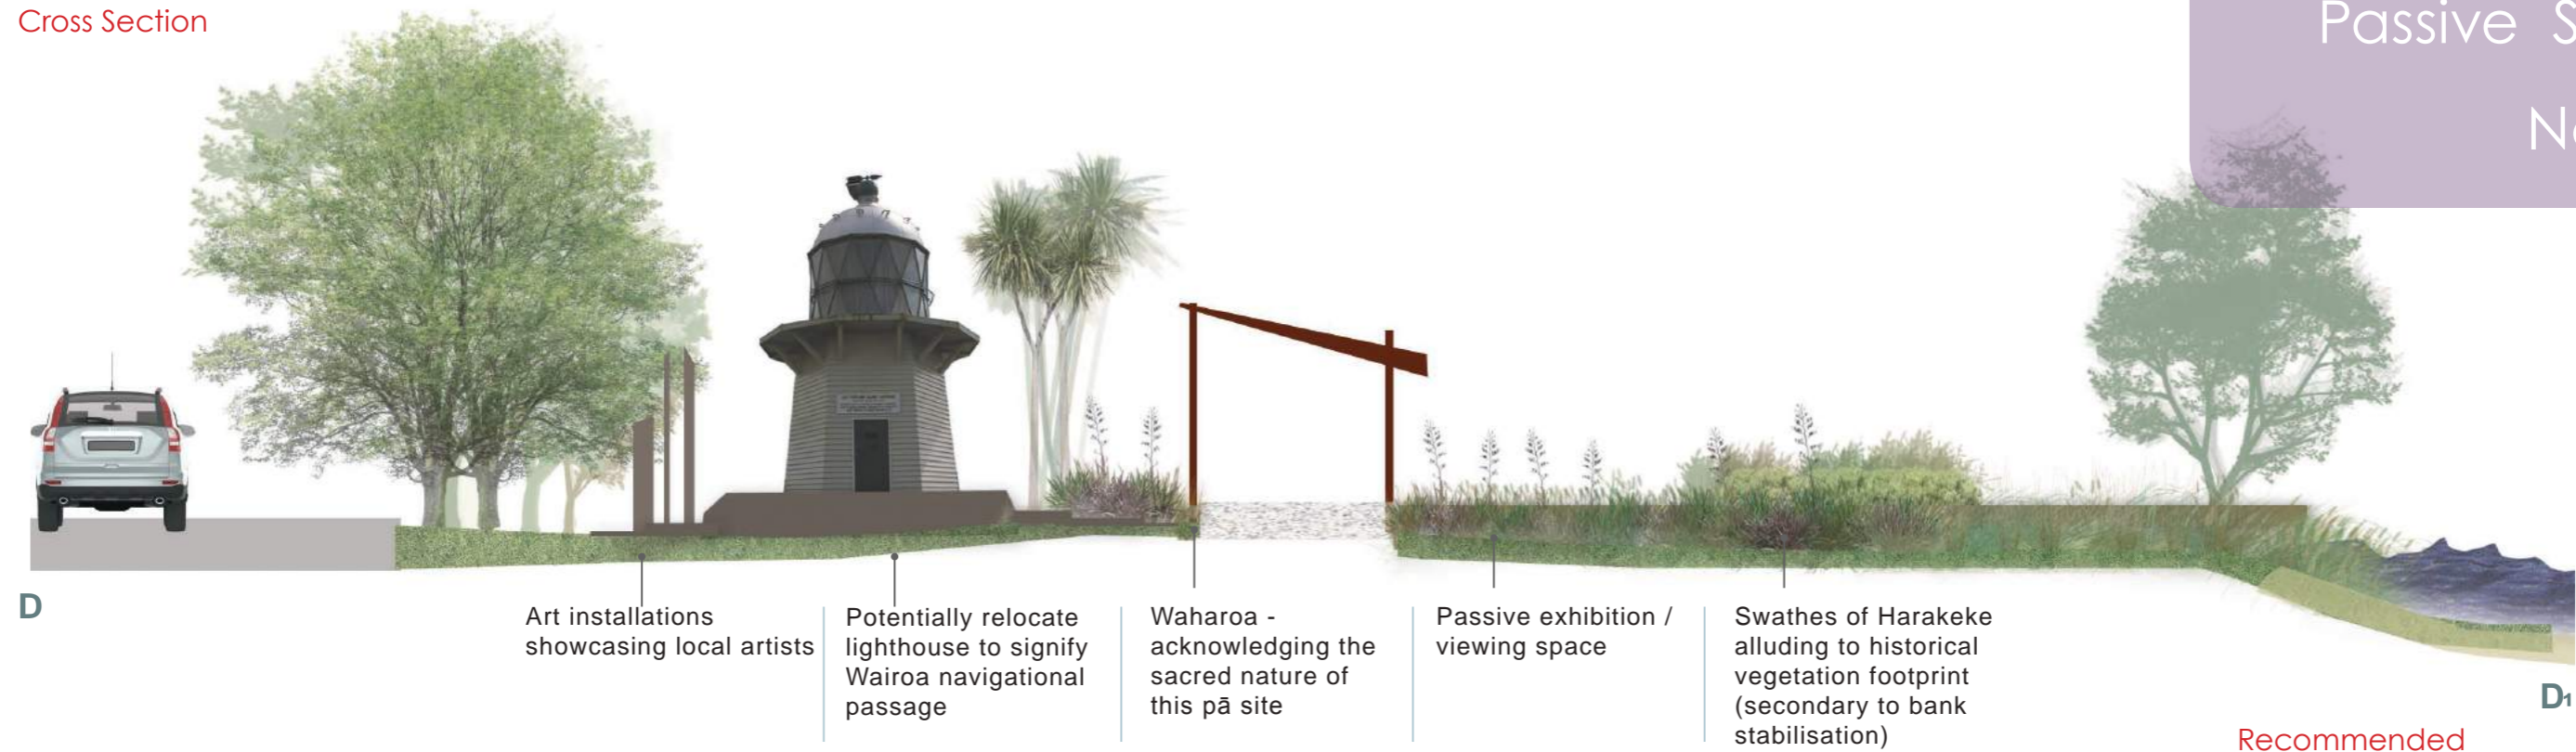 Cross Section
Passive S
D
Art installations
showcasing local artists
Potentially relocate
lighthouse to signify
Wairoa navigational
passage
Waharoa -
acknowledging the
sacred nature of
this pā site
Passive exhibition /
viewing space
Swathes of Harakeke
alluding to historical
vegetation footprint
(secondary to bank
stabilisation)
D1
Recommended